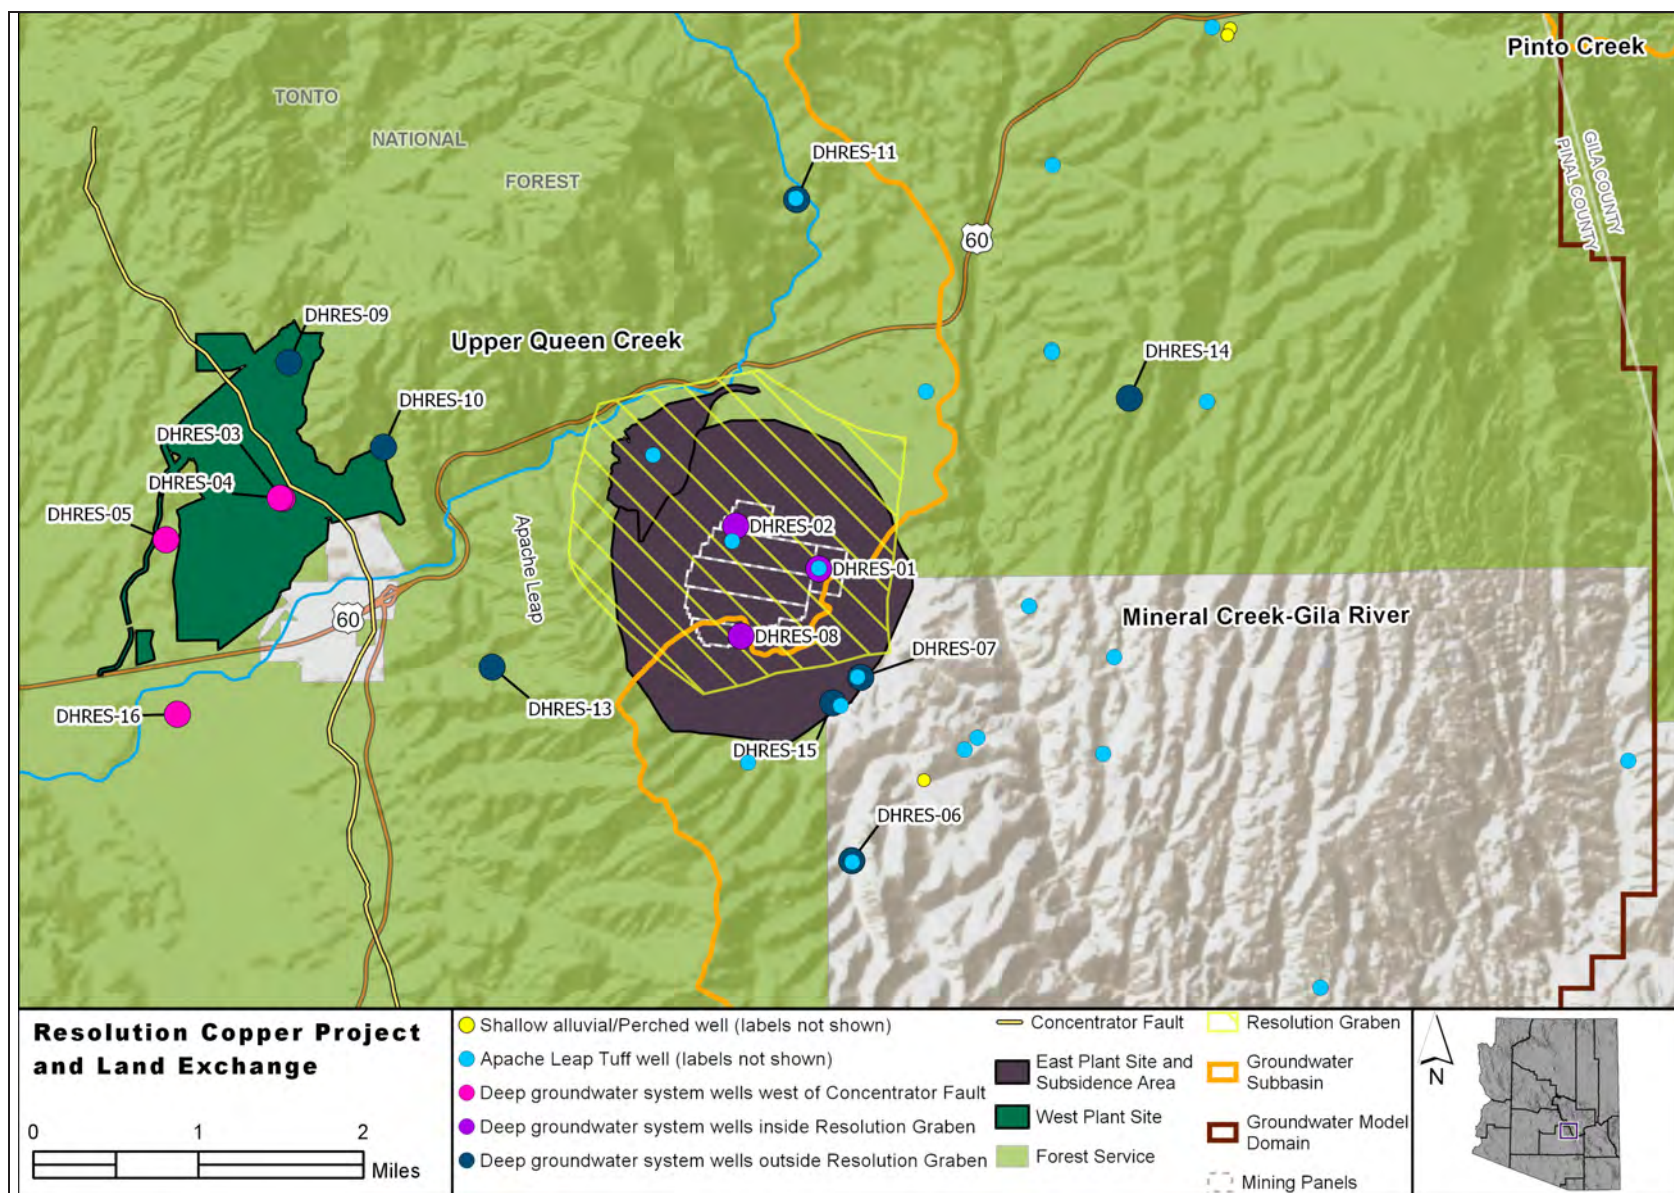 Pinto Creek
TONTO
NATIONAL
FOREST
DHRES-11
GILA COUNTY
PINAL COUNTY
60
DHRES-09
Upper Queen Creek
DHRES-14
DHRES-10
DHRES-03
DHRES-04
DHRES-05
Apache Leap
DHRES-02
DHRES-01
60
Mineral Creek-Gila River
DHRES-08
DHRES-07
DHRES-13
DHRES-16
DHRES-15
DHRES-06
Resolution Copper Project
and Land Exchange
0 1 2
Miles
Shallow alluvial/Perched well (labels not shown)
Apache Leap Tuff well (labels not shown)
Deep groundwater system wells west of Concentrator Fault
Deep groundwater system wells inside Resolution Graben
Deep groundwater system wells outside Resolution Graben
Concentrator Fault
East Plant Site and
Subsidence Area
West Plant Site
Forest Service
Resolution Graben
Groundwater
Subbasin
Groundwater Model
Domain
Mining Panels
N